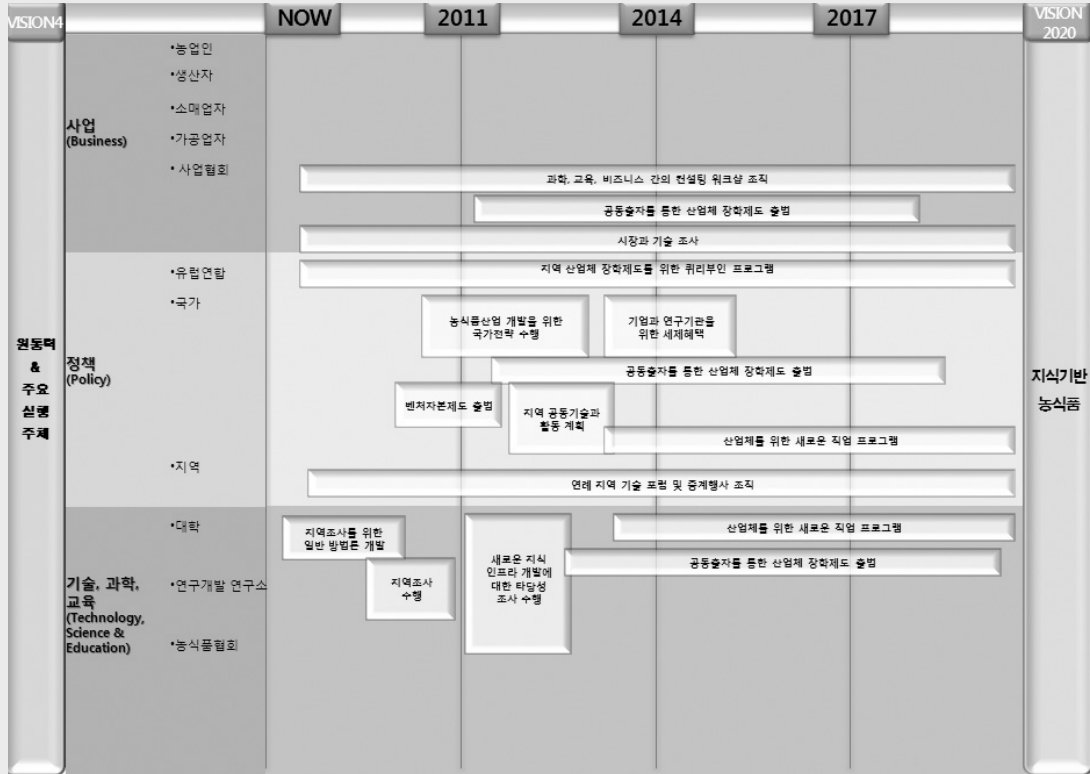 VISION4
NOW
2011
2014
2017
VISION
2020
원동력
&
주요
실행
주체
사업
(Business)
•농업인
•생산자
•소매업자
•가공업자
• 사업협회
과학, 교육, 비즈니스 간의 컨설팅 워크샵 조직
공동출자를 통한 산업체 장학제도 출범
시장과 기술 조사
정책
(Policy)
•유럽연합
•국가
•지역
지역 산업체 장학제도를 위한 퀴리부인 프로그램
농식품산업 개발을 위한
국가전략 수행
기업과 연구기관을
위한 세제혜택
공동출자를 통한 산업체 장학제도 출범
벤처자본제도 출범
지역 공동기술과
활동 계획
산업체를 위한 새로운 직업 프로그램
연례 지역 기술 포럼 및 중계행사 조직
기술, 과학,
교육
(Technology,
Science &
Education)
•대학
•연구개발 연구소
•농식품협회
지역조사를 위한
일반 방법론 개발
지역조사
수행
새로운 지식
인프라 개발에
대한 타당성
조사 수행
산업체를 위한 새로운 직업 프로그램
공동출자를 통한 산업체 장학제도 출범
지식기반
농식품